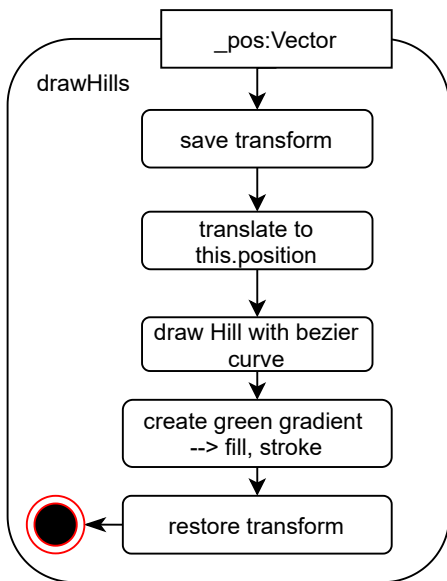 _pos:Vector
drawHills
save transform
translate to
this.position
draw Hill with bezier
curve
create green gradient
--> fill, stroke
restore transform